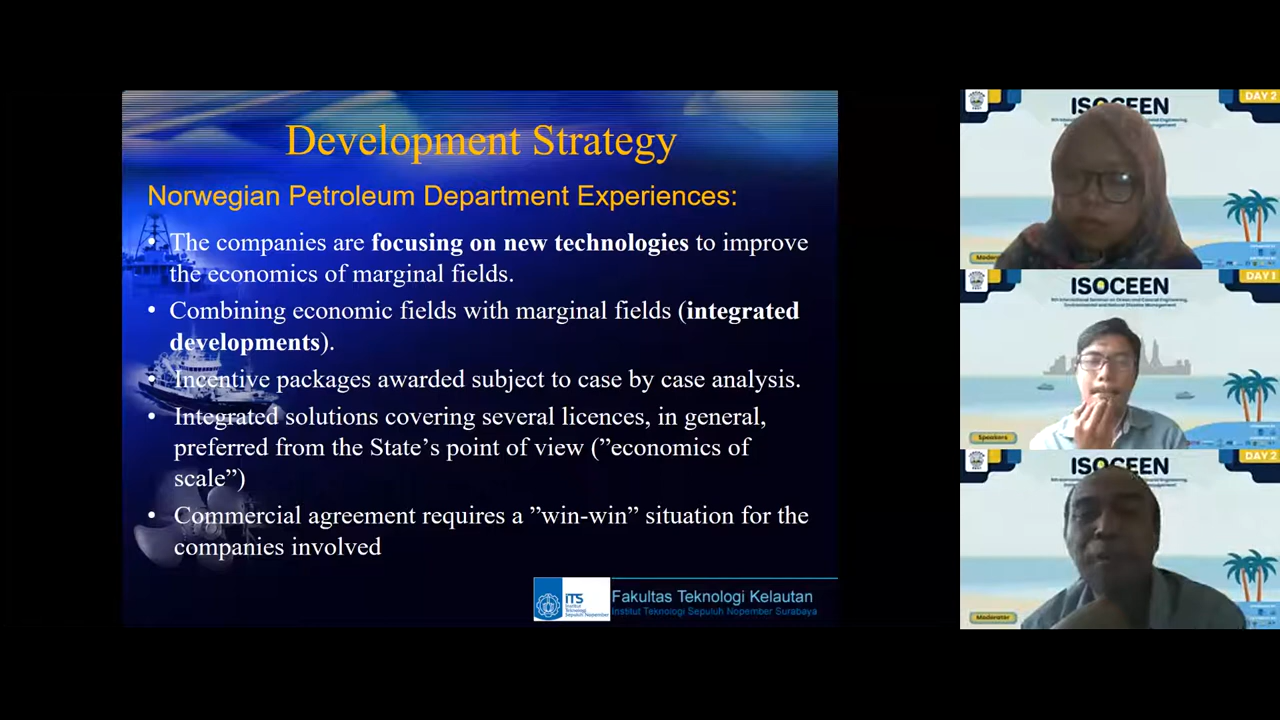 Development Strategy
Norwegian Petroleum Department Experiences:
• The companies are focusing on new technologies to improve
the economics of marginal fields.
• Combining economic fields with marginal fields (integrated
developments).
• Incentive packages awarded subject to case by case analysis.
• Integrated solutions covering several licences, in general,
preferred from the State’s point of view (”economics of
scale”)
• Commercial agreement requires a ”win-win” situation for the
companies involved
ITS
Institut
Teknologi
Sepuluh Nopember
Fakultas Teknologi Kelautan
Institut Teknologi Sepuluh Nopember Surabaya
DAY 2
ISOCEEN
DAY 1
ISOCEEN
Speakers
DAY 2
ISOCEEN
Moderator